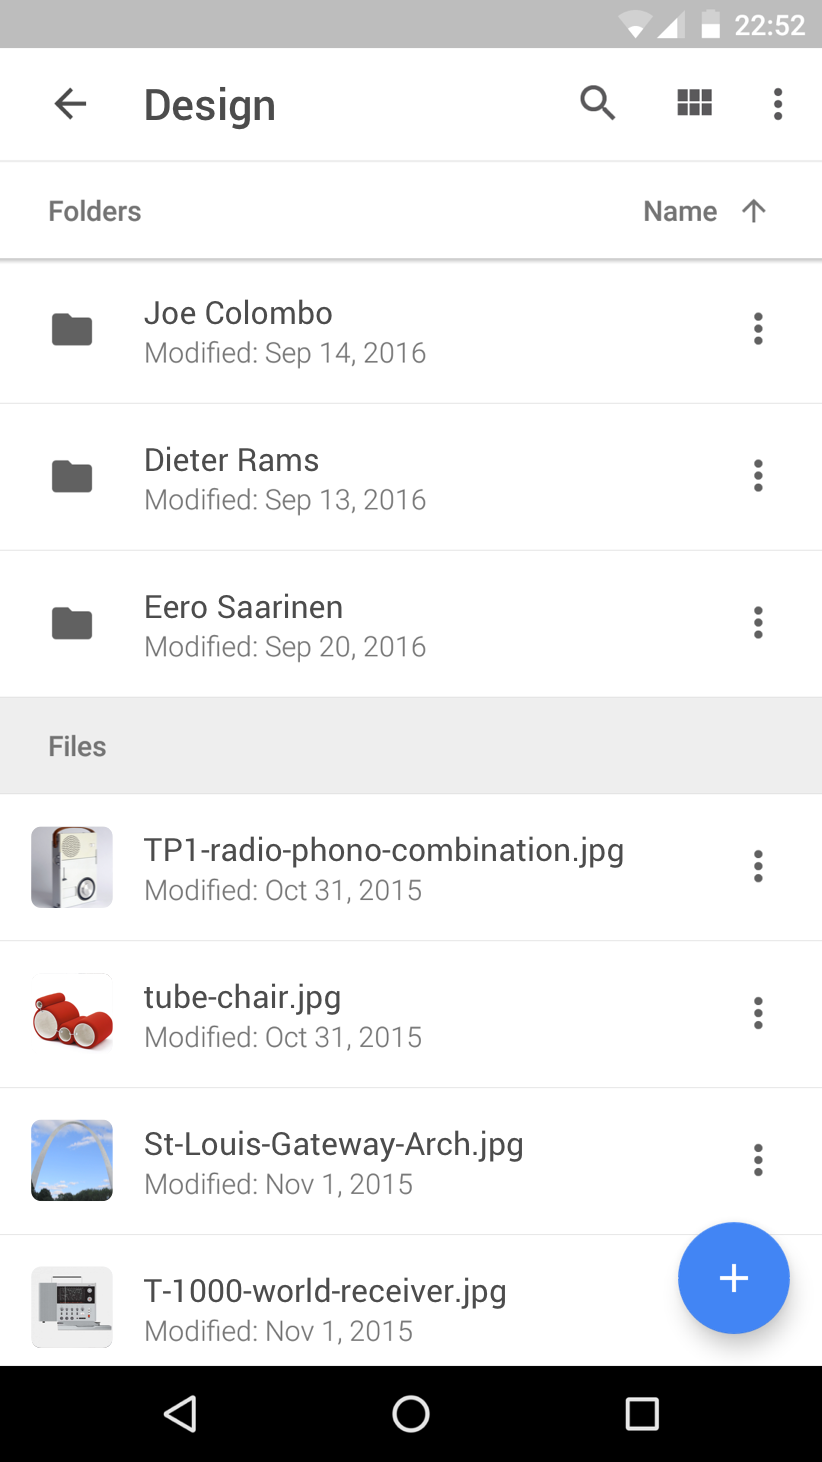 22:52
Design
Folders
Name
Joe Colombo
Modified: Sep 14, 2016
Dieter Rams
Modified: Sep 13, 2016
Eero Saarinen
Modified: Sep 20, 2016
Files
TP1-radio-phono-combination.jpg
Modified: Oct 31, 2015
tube-chair.jpg
Modified: Oct 31, 2015
St-Louis-Gateway-Arch.jpg
Modified: Nov 1, 2015
T-1000-world-receiver.jpg
Modified: Nov 1, 2015